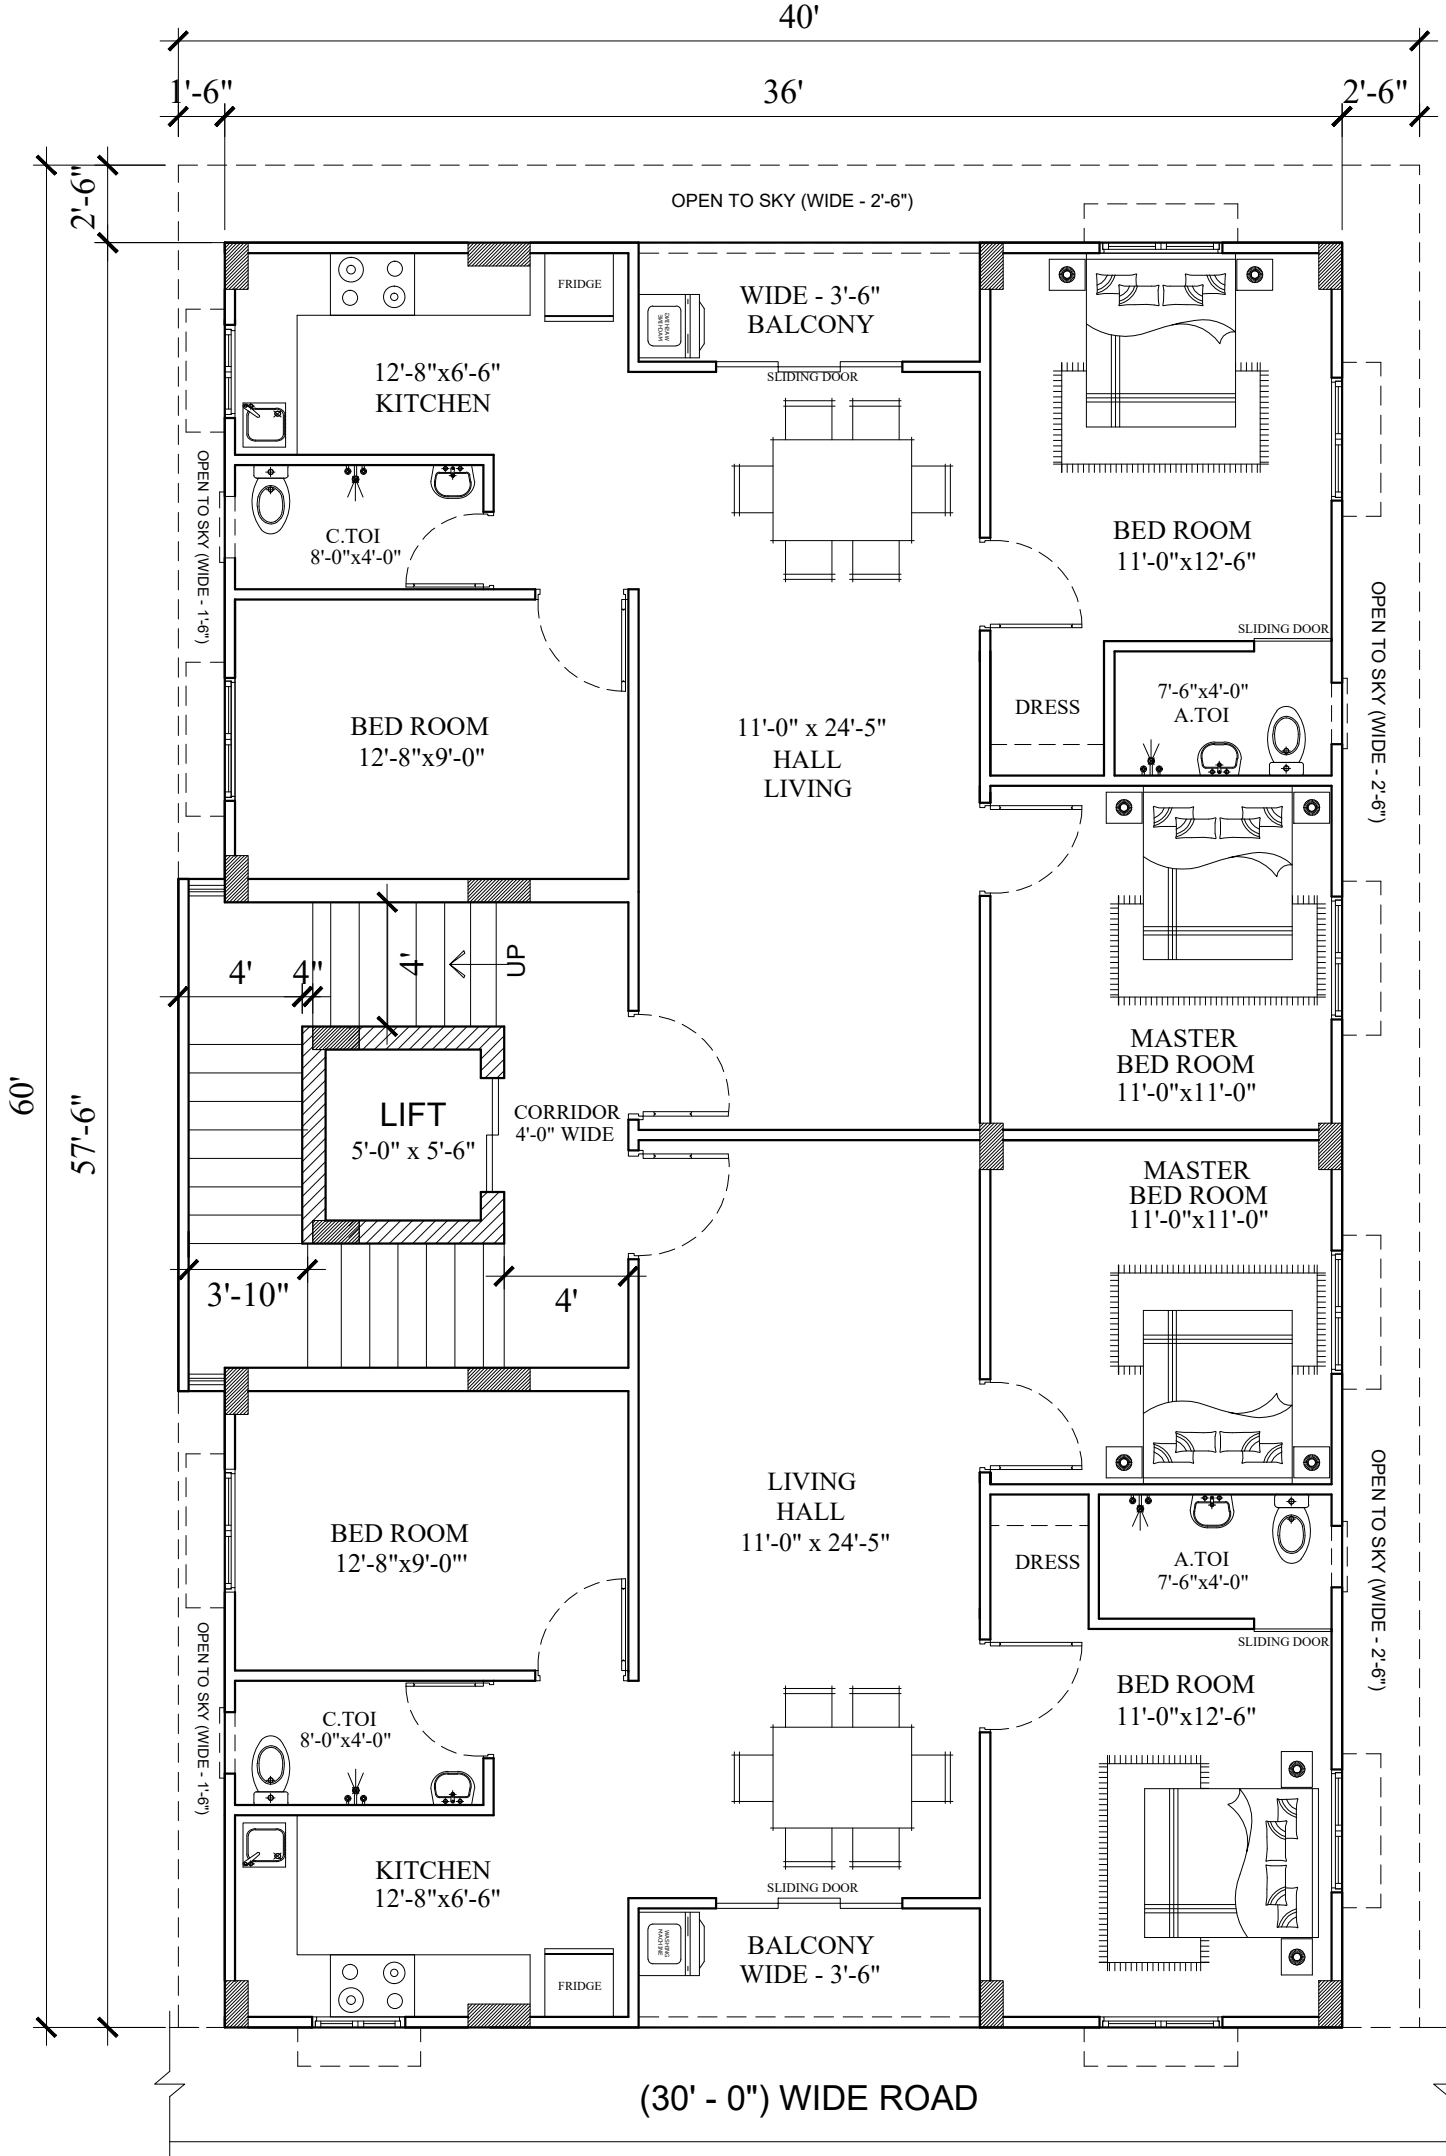 40'
1'-6"
36'
2'-6"
2'-6"
OPEN TO SKY (WIDE - 2'-6")
FRIDGE
WIDE - 3'-6"
BALCONY
WASHING
MACHINE
SLIDING DOOR
12'-8"x6'-6"
KITCHEN
OPEN TO SKY (WIDE - 1'-6")
C.TOI
8'-0"x4'-0"
BED ROOM
11'-0"x12'-6"
OPEN TO SKY (WIDE - 2'-6")
SLIDING DOOR
7'-6"x4'-0"
A.TOI
DRESS
BED ROOM
12'-8"x9'-0"
11'-0" x 24'-5"
HALL
LIVING
4'
4"
4'
UP
MASTER
BED ROOM
11'-0"x11'-0"
60'
57'-6"
LIFT
5'-0" x 5'-6"
CORRIDOR
4'-0" WIDE
MASTER
BED ROOM
11'-0"x11'-0"
3'-10"
4'
LIVING
HALL
11'-0" x 24'-5"
BED ROOM
12'-8"x9'-0"'
DRESS
A.TOI
7'-6"x4'-0"
OPEN TO SKY (WIDE - 2'-6")
SLIDING DOOR
OPEN TO SKY (WIDE - 1'-6")
C.TOI
8'-0"x4'-0"
BED ROOM
11'-0"x12'-6"
KITCHEN
12'-8"x6'-6"
SLIDING DOOR
WASHING
MACHINE
BALCONY
WIDE - 3'-6"
FRIDGE
(30' - 0") WIDE ROAD